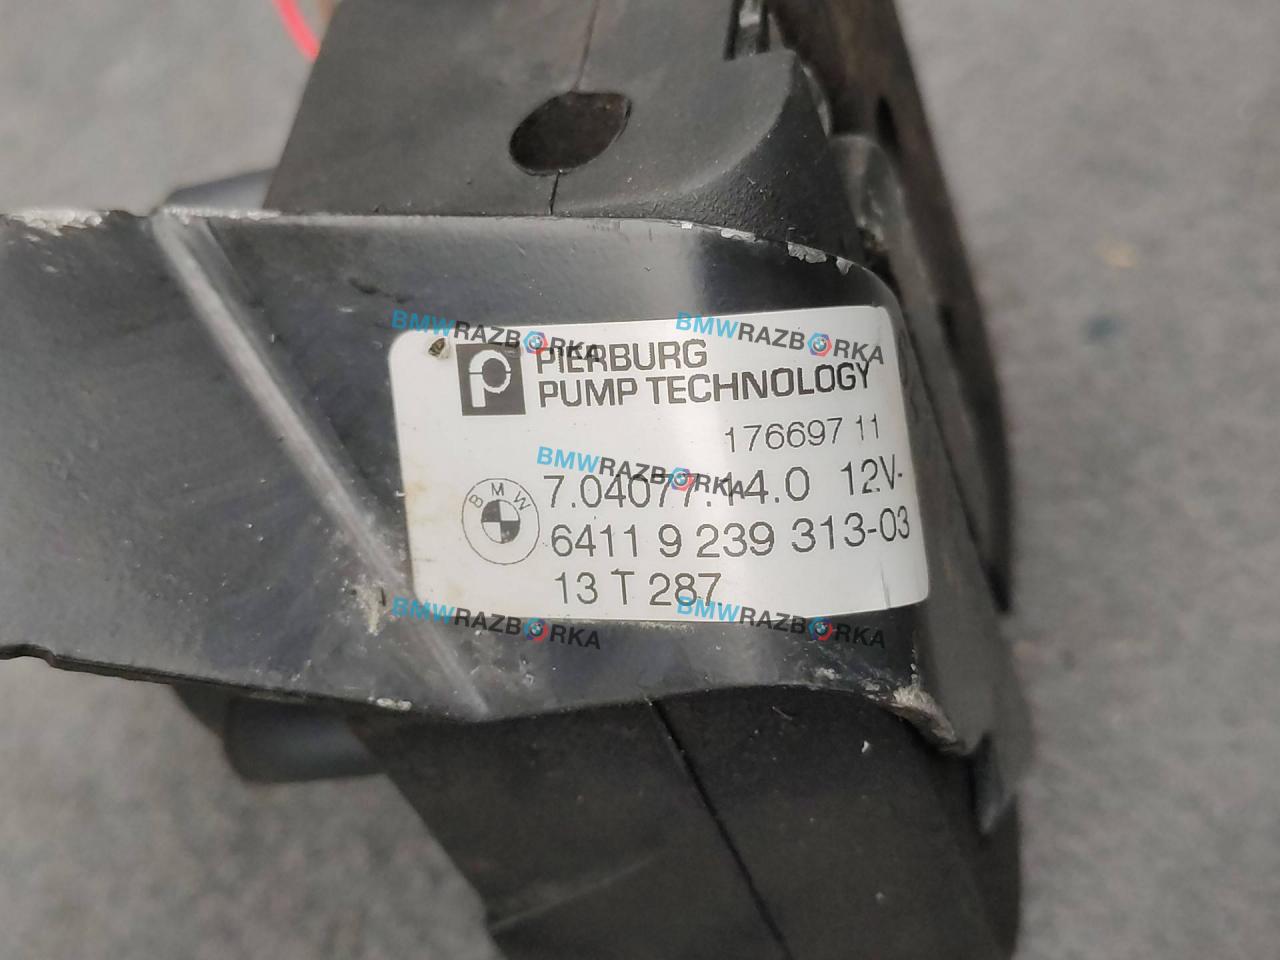 BMWRAZBORKA
BMWRAZBORKA
PIERBURG
PUMP TECHNOLOGY
176697 11
BMWRAZBORKA
7.04077.14.0 12V-
BMW
6411 9 239 313-03
13 T 287
BMWRAZBORKA
BMWRAZBORKA